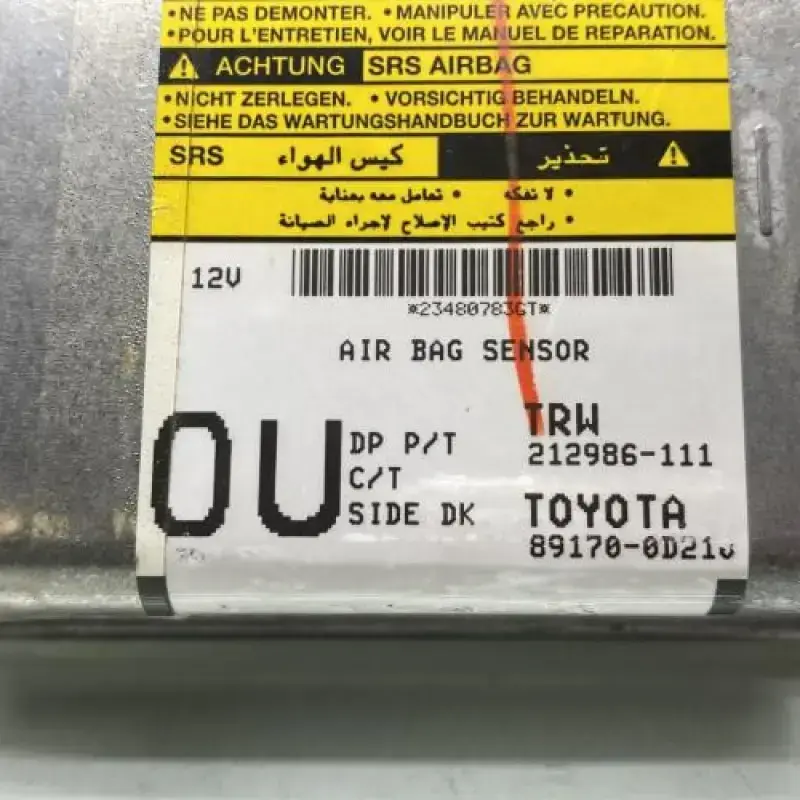 • NE PAS DEMONTER. • MANIPULER AVEC PRECAUTION.
• POUR L'ENTRETIEN, VOIR LE MANUEL DE REPARATION.
ACHTUNG SRS AIRBAG
• NICHT ZERLEGEN. • VORSICHTIG BEHANDELN.
• SIEHE DAS WARTUNGSHANDBUCH ZUR WARTUNG.
تحذير كيس الهواء SRS
• لا تفكه • تعامل معه بعناية
• راجع كتيب الإصلاح لإجراء الصيانة
12V
*23480783GT*
AIR BAG SENSOR
OU
DP P/T
C/T
SIDE DK
TRW
212986-111
TOYOTA